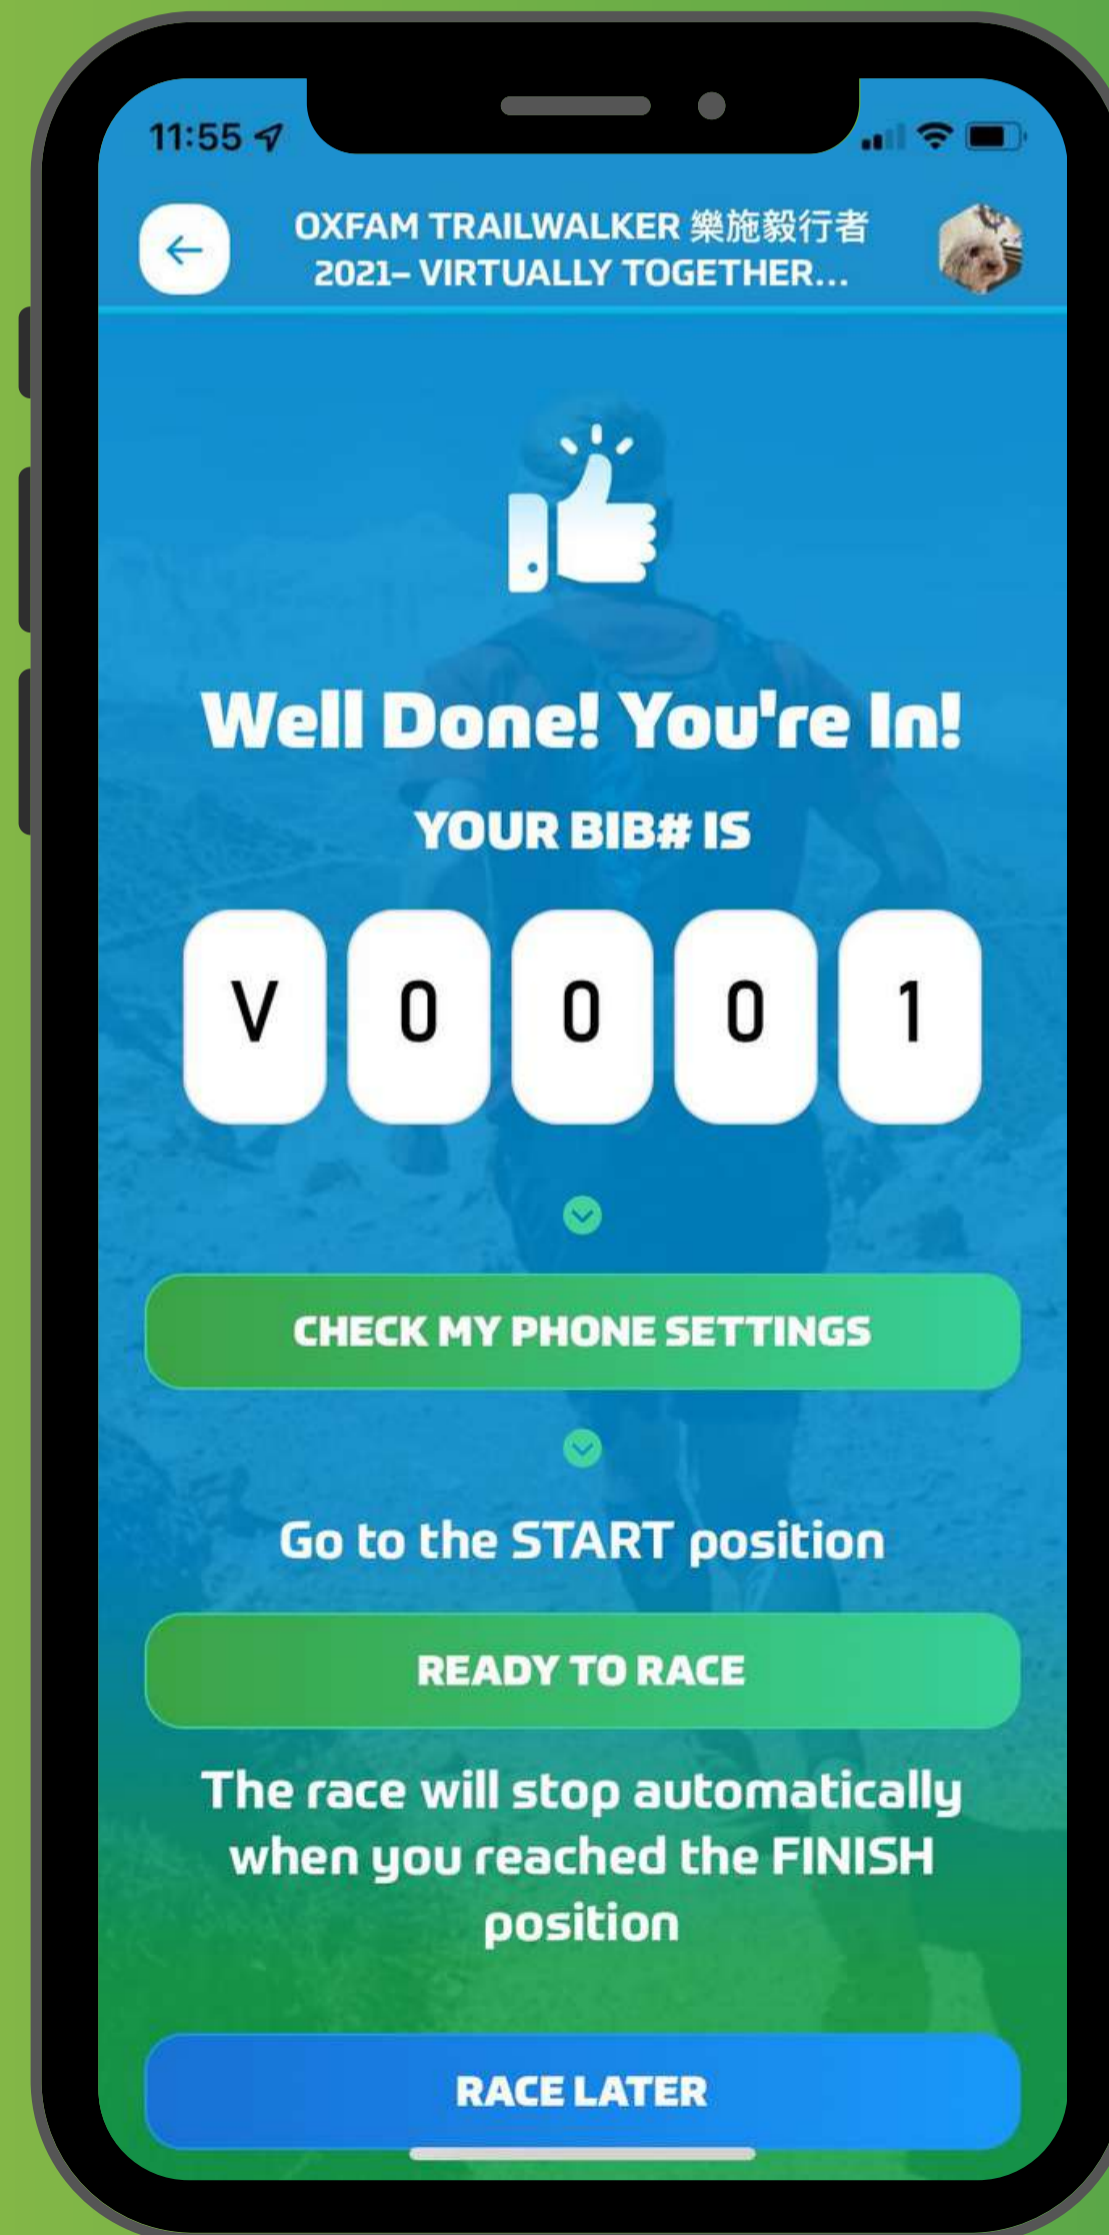 11:55
OXFAM TRAILWALKER 樂施毅行者
2021– VIRTUALLY TOGETHER...
Well Done! You're In!
YOUR BIB# IS
V 0 0 0 1
CHECK MY PHONE SETTINGS
Go to the START position
READY TO RACE
The race will stop automatically
when you reached the FINISH
position
RACE LATER